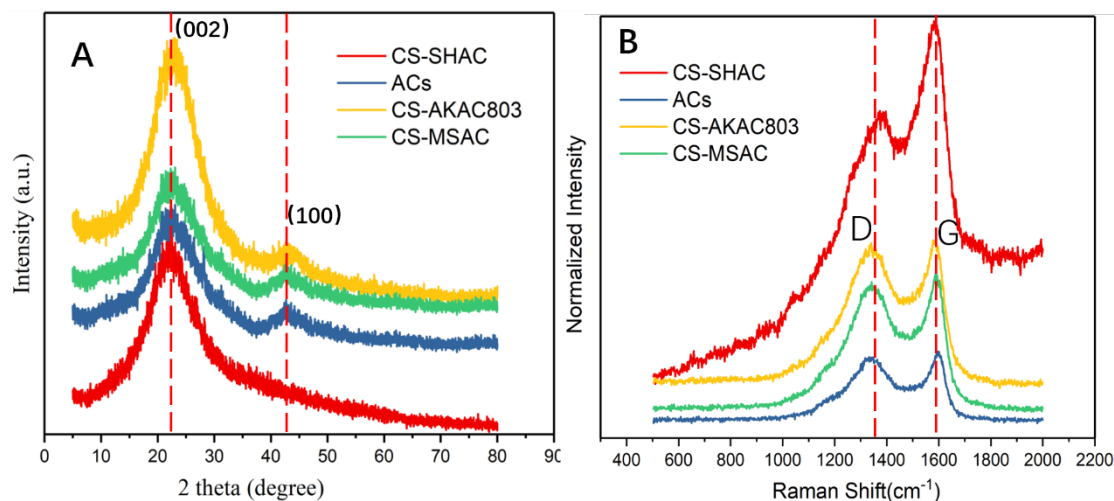 A
(002)
(100)
CS-SHAC
ACs
CS-AKAC803
CS-MSAC
Intensity (a.u.)
0 10 20 30 40 50 60 70 80 90
2 theta (degree)
B
CS-SHAC
ACs
CS-AKAC803
CS-MSAC
D
G
Normalized Intensity
400 600 800 1000 1200 1400 1600 1800 2000 2200
Raman Shift(cm-1)